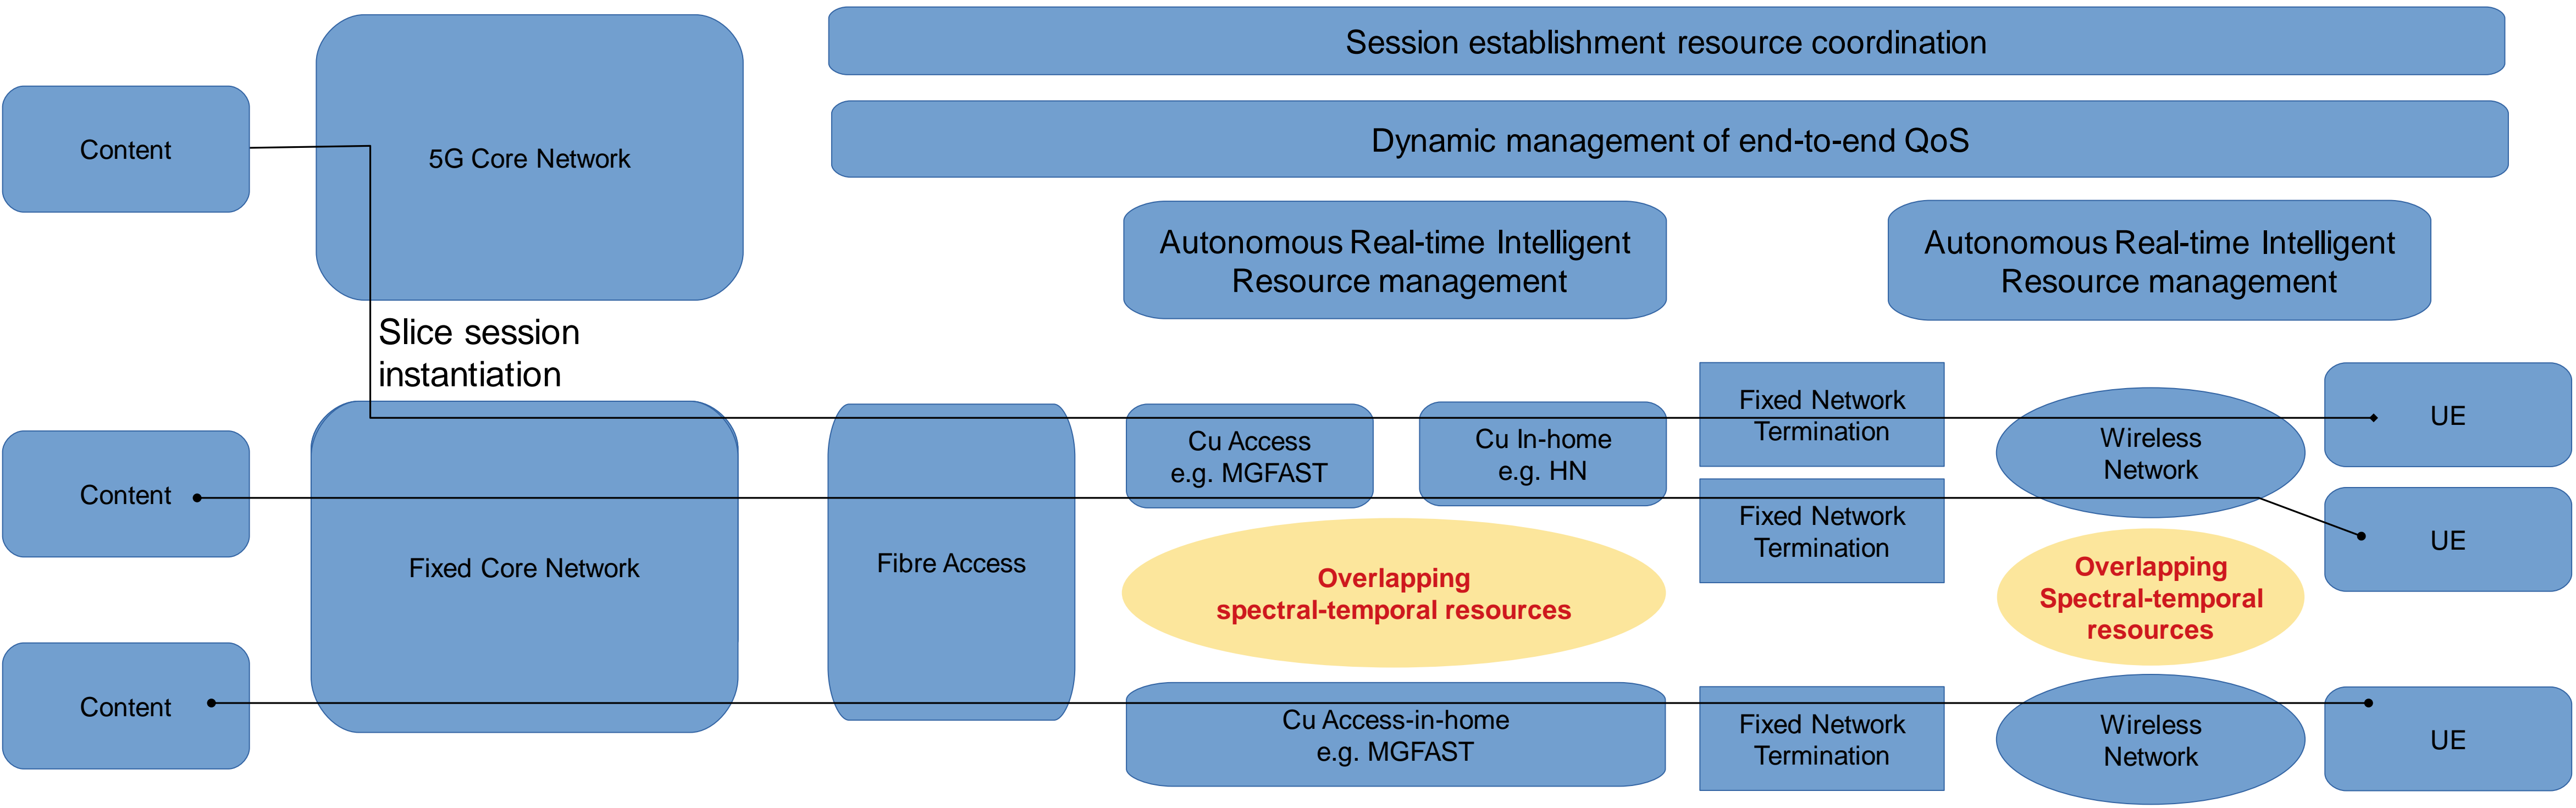 Session establishment resource coordination
Content
5G Core Network
Dynamic management of end-to-end QoS
Autonomous Real-time Intelligent
Resource management
Autonomous Real-time Intelligent
Resource management
Slice session
instantiation
Content
Fixed Core Network
Fibre Access
Cu Access
e.g. MGFAST
Cu In-home
e.g. HN
Fixed Network
Termination
Wireless
Network
UE
Fixed Network
Termination
UE
Overlapping
spectral-temporal resources
Overlapping
Spectral-temporal
resources
Content
Cu Access-in-home
e.g. MGFAST
Fixed Network
Termination
Wireless
Network
UE